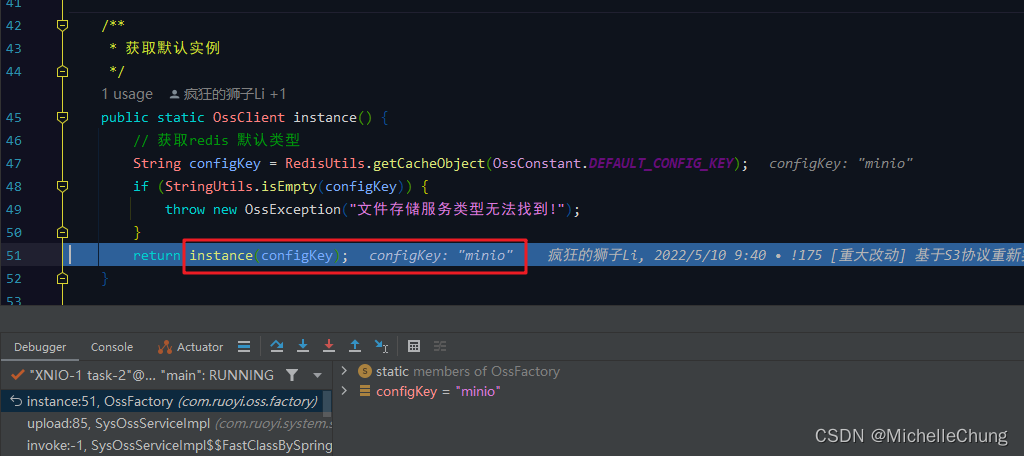 41
42 /**
43 * 获取默认实例
44 */
1 usage 疯狂的狮子Li +1
45 public static OssClient instance() {
46 // 获取redis 默认类型
47 String configKey = RedisUtils.getCacheObject(OssConstant.DEFAULT_CONFIG_KEY); configKey: "minio"
48 if (StringUtils.isEmpty(configKey)) {
49 throw new OssException("文件存储服务类型无法找到!");
50 }
51 return instance(configKey); configKey: "minio" 疯狂的狮子Li, 2022/5/10 9:40 • !175 [重大改动] 基于S3协议重新
52 }
53
Debugger Console Actuator
"XNIO-1 task-2"@... "main": RUNNING
instance:51, OssFactory (com.ruoyi.oss.factory)
upload:85, SysOssServiceImpl (com.ruoyi.system.s
invoke:-1, SysOssServiceImpl$$FastClassBySpring
static members of OssFactory
configKey = "minio"
CSDN @MichelleChung